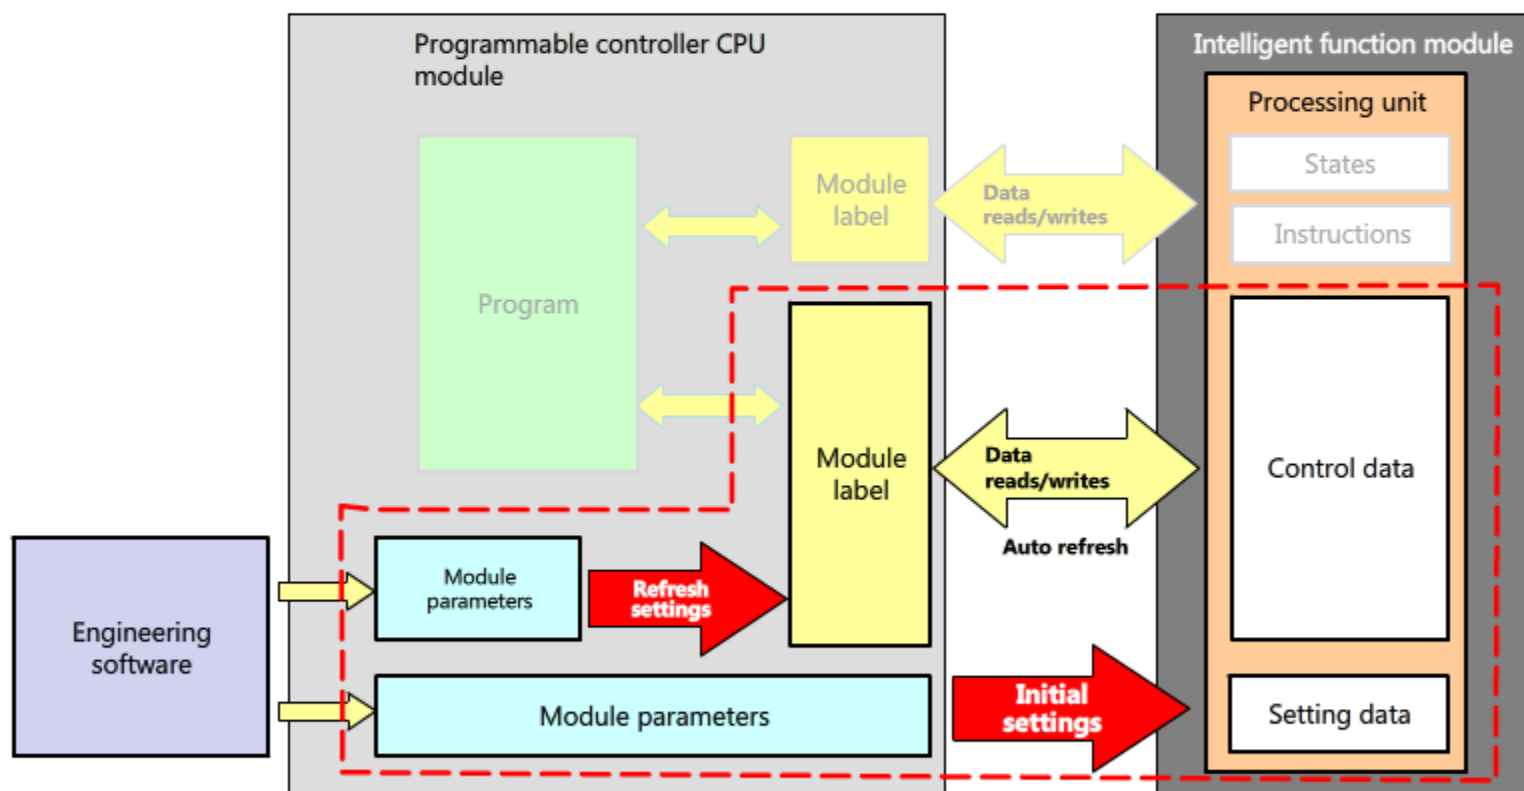 Programmable controller CPU
module
Intelligent function module
Processing unit
States
Instructions
Module
label
Data
reads/writes
Program
Module
label
Data
reads/writes
Auto refresh
Control data
Engineering
software
Module
parameters
Refresh
settings
Module parameters
Initial
settings
Setting data